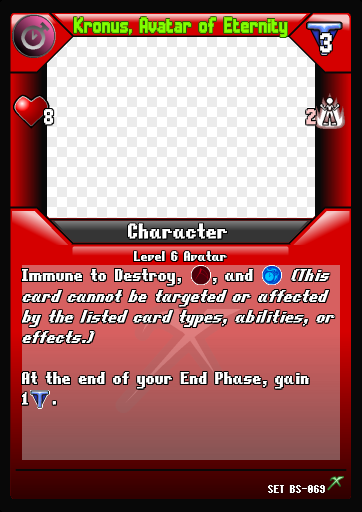 Kronus, Avatar of Eternity
3
8
2
Character
Level 6 Avatar
Immune to Destroy, , and (This
card cannot be targeted or affected
by the listed card types, abilities, or
effects.)
At the end of your End Phase, gain
1 .
SET BS-069